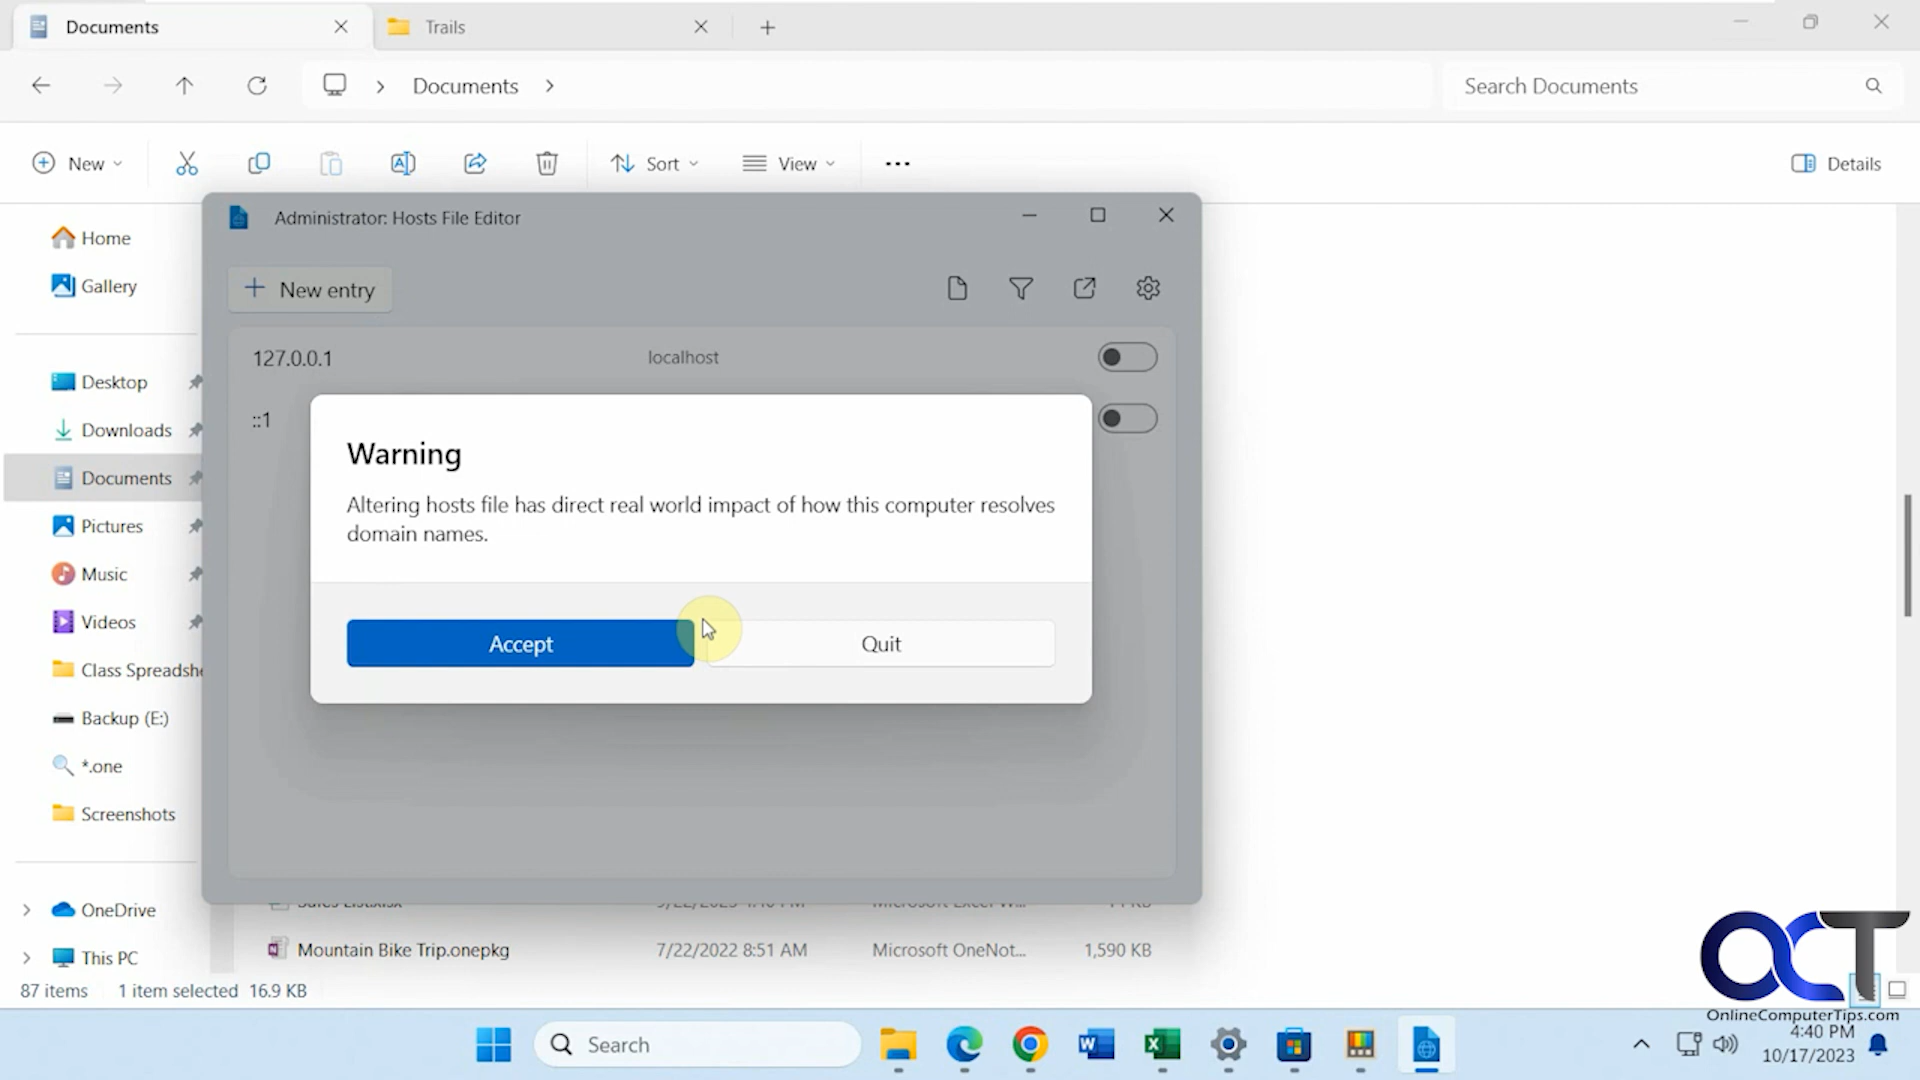 Documents
Trails
Documents
Search Documents
New
Sort
View
Details
Home
Gallery
Desktop
Downloads
Documents
Pictures
Music
Videos
Class Spreadshe
Backup (E:)
*.one
Screenshots
OneDrive
This PC
Administrator: Hosts File Editor
New entry
127.0.0.1 localhost
::1
Warning
Altering hosts file has direct real world impact of how this computer resolves
domain names.
Accept
Quit
Mountain Bike Trip.onepkg 7/22/2022 8:51 AM Microsoft OneNot... 1,590 KB
87 items 1 item selected 16.9 KB
OCT
OnlineComputerTips.com
Search
4:40 PM
10/17/2023